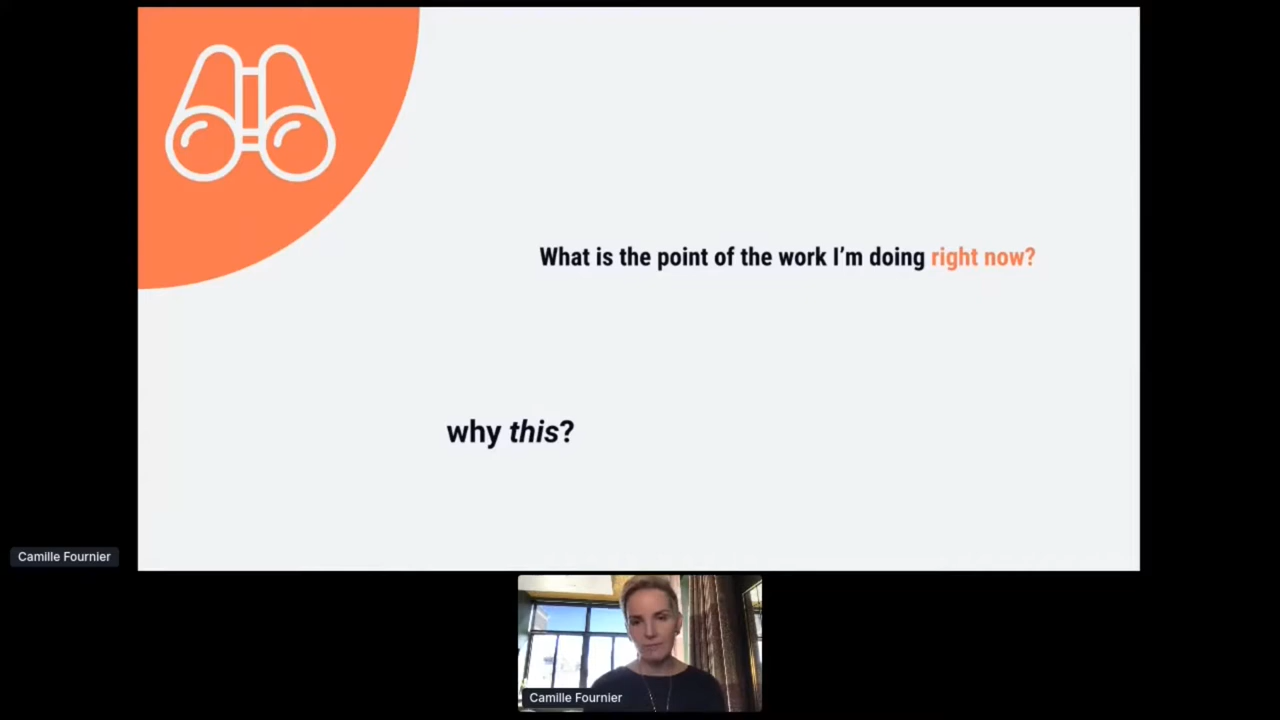 What is the point of the work I’m doing right now?
why this?
Camille Fournier
Camille Fournier